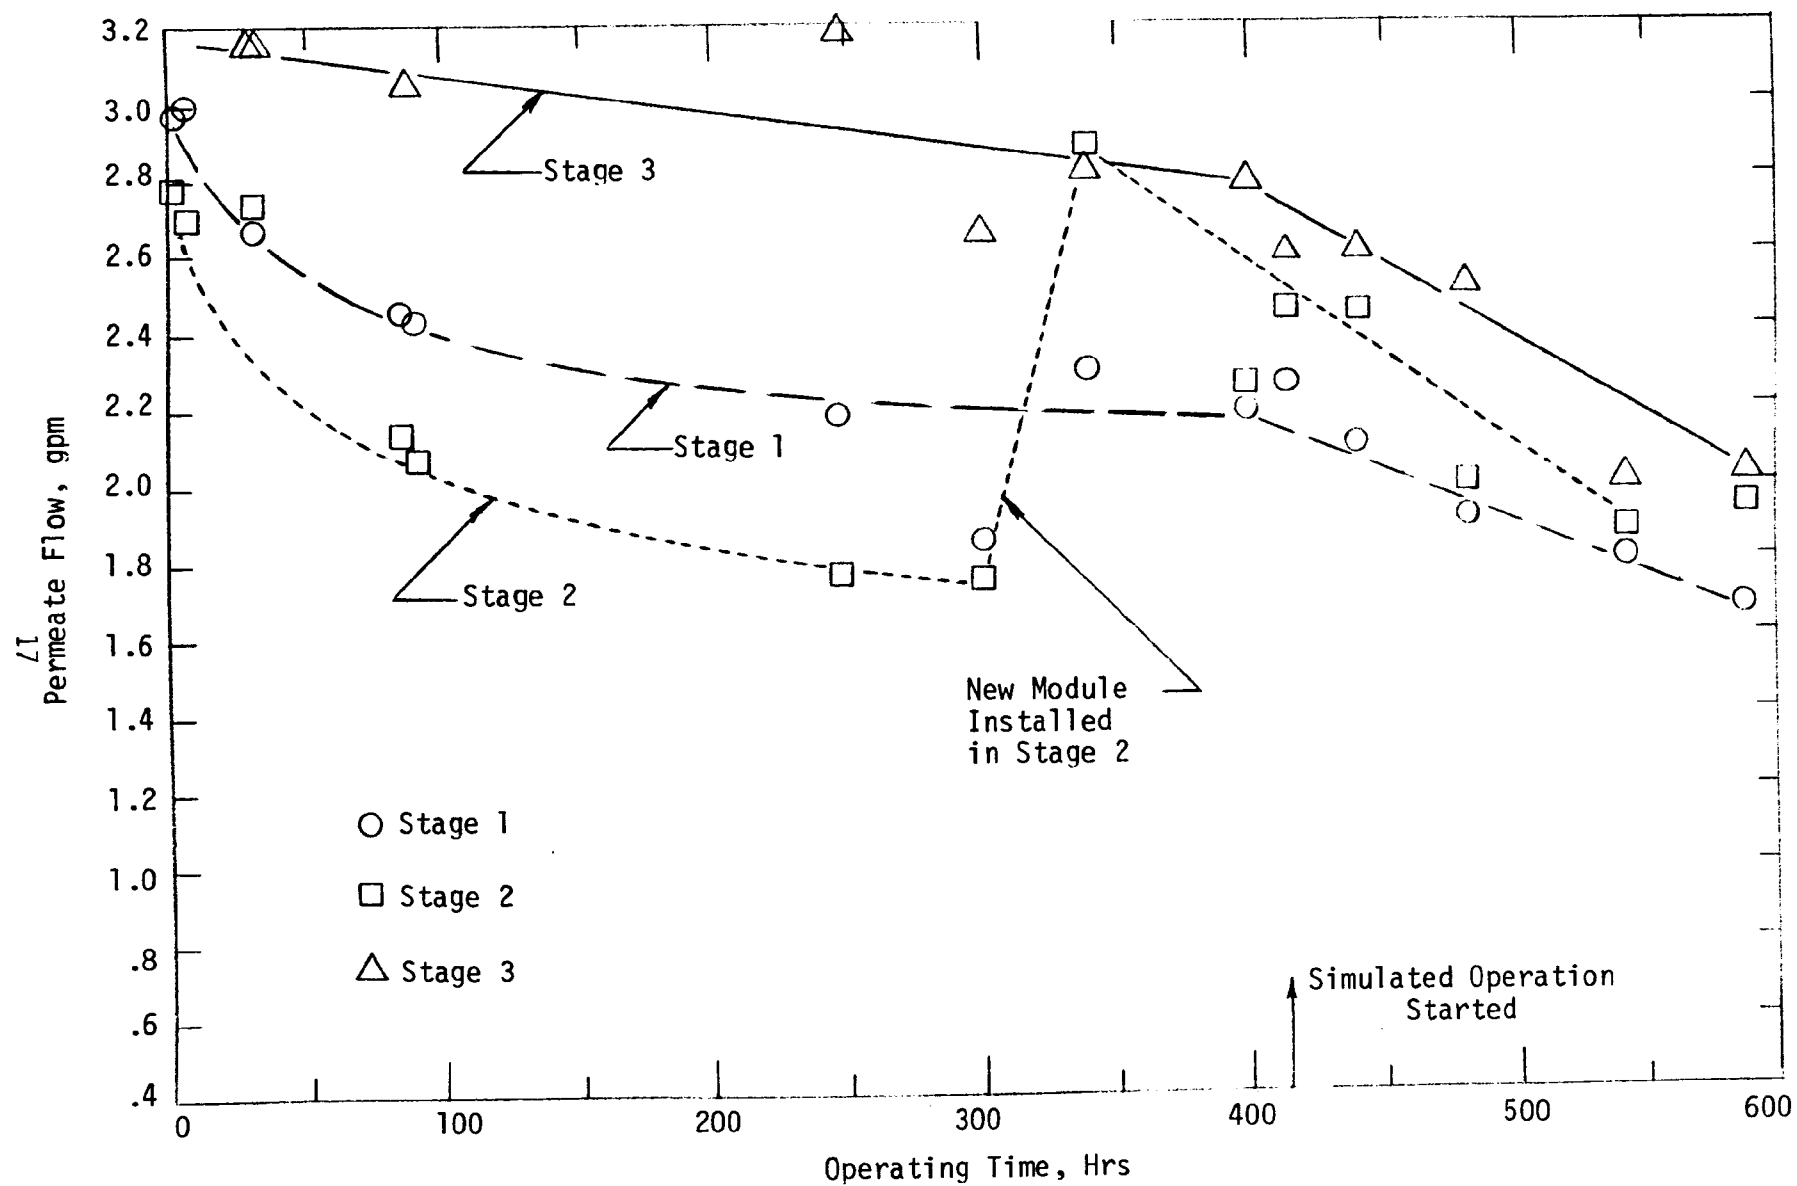 3.2
3.0
2.8
2.6
2.4
2.2
2.0
1.8
1.6
1.4
1.2
1.0
.8
.6
.4
17
Permeate Flow, gpm
Stage 3
Stage 1
Stage 2
New Module
Installed
in Stage 2
Stage 1
Stage 2
Stage 3
Simulated Operation
Started
0 100 200 300 400 500 600
Operating Time, Hrs